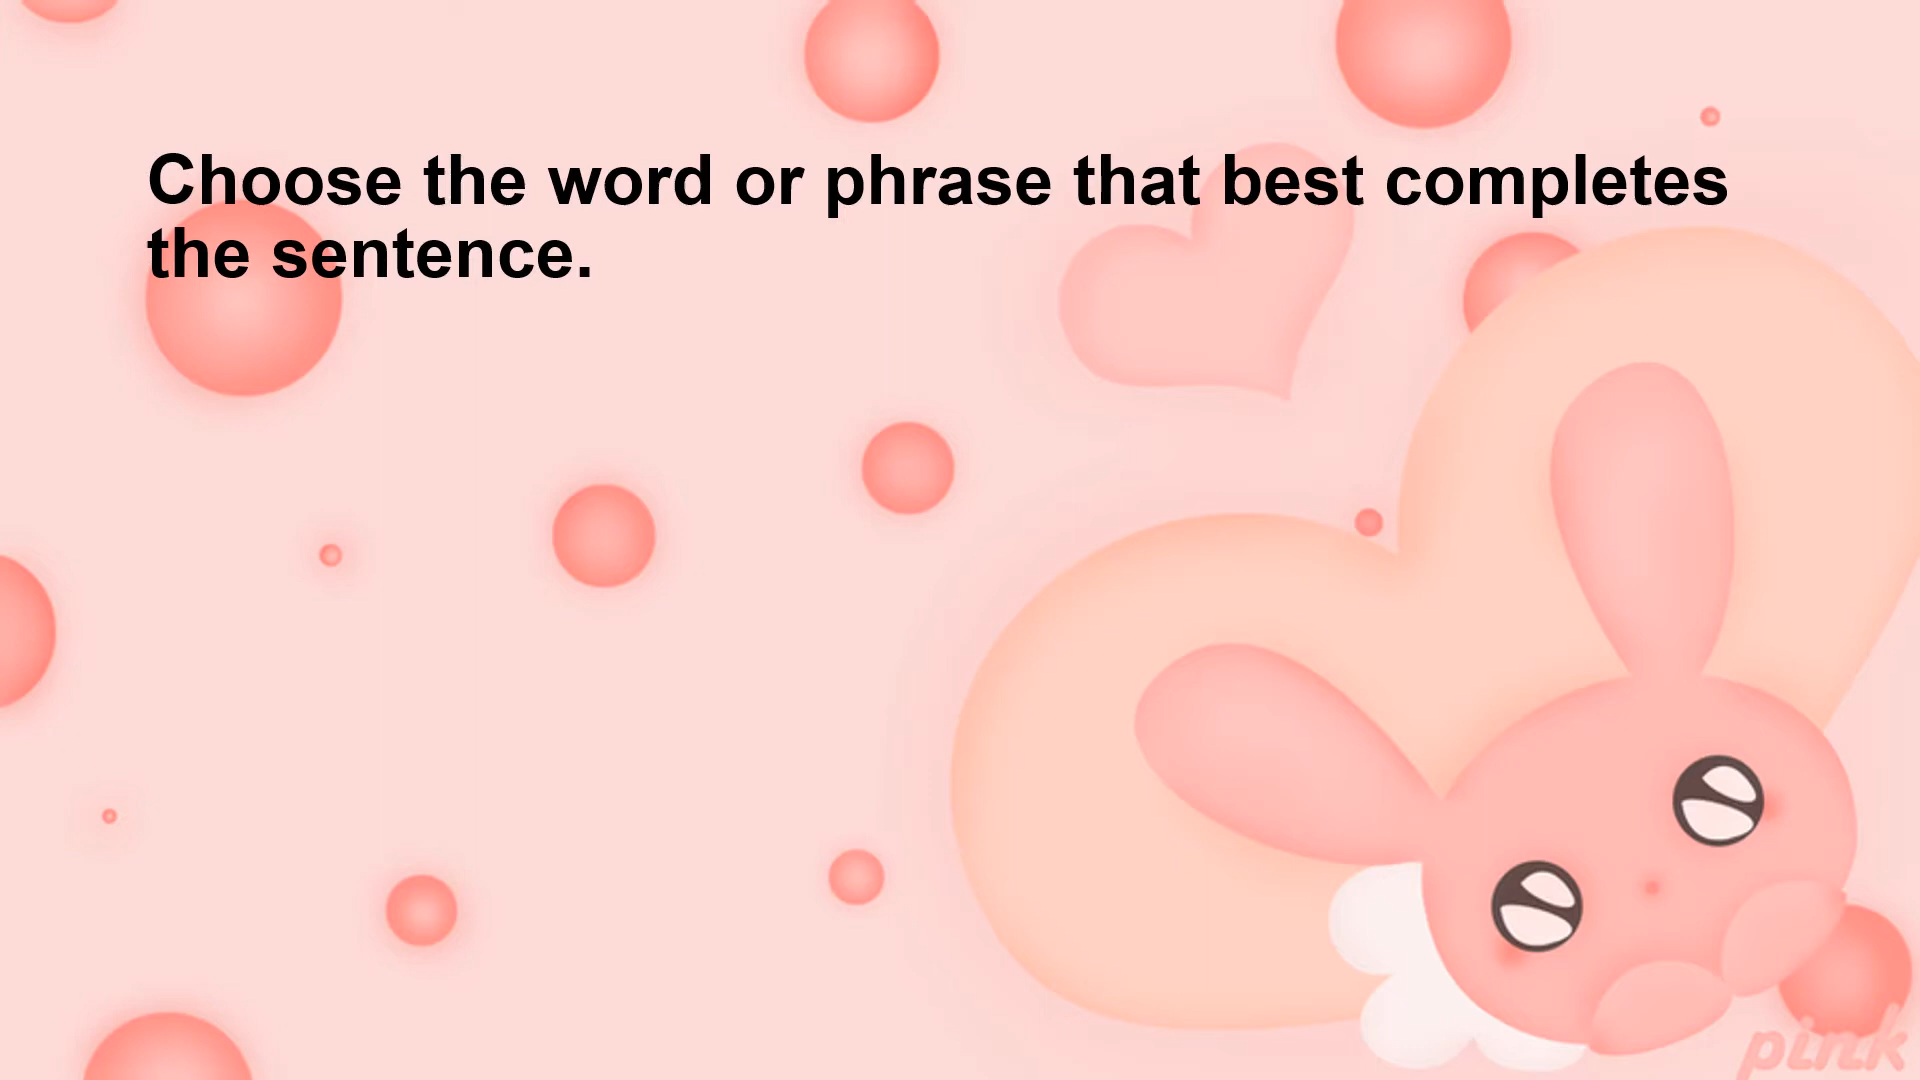 Choose the word or phrase that best completes
the sentence.
pink